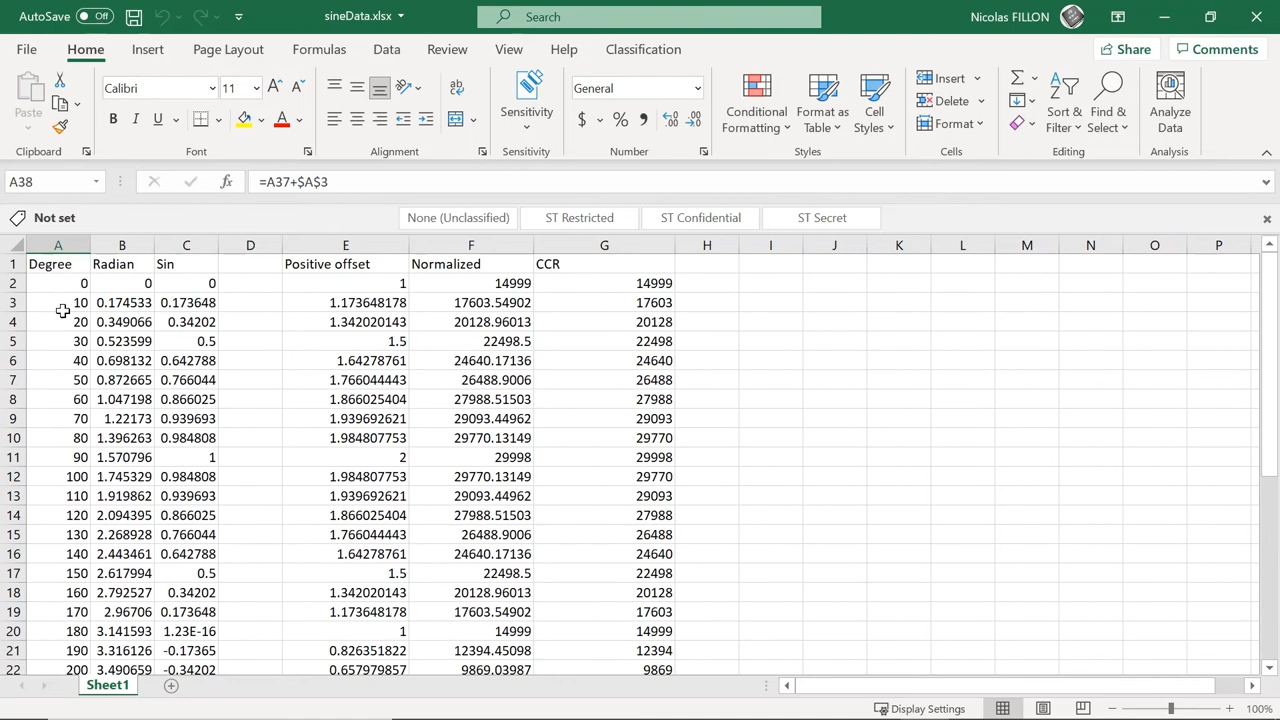 AutoSave Off sineData.xlsx Search Nicolas FILLON
File Home Insert Page Layout Formulas Data Review View Help Classification Share Comments
Paste Calibri 11 General Sensitivity Conditional Formatting Format as Table Cell Styles Insert Delete Format Sort & Filter Find & Select Analyze Data
Clipboard Font Alignment Sensitivity Number Styles Cells Editing Analysis
A38 fx =A37+$A$3
Not set None (Unclassified) ST Restricted ST Confidential ST Secret
A B C D E F G H I J K L M N O P
1 Degree Radian Sin Positive offset Normalized CCR
2 0 0 0 1 14999 14999
3 10 0.174533 0.173648 1.173648178 17603.54902 17603
4 20 0.349066 0.34202 1.342020143 20128.96013 20128
5 30 0.523599 0.5 1.5 22498.5 22498
6 40 0.698132 0.642788 1.64278761 24640.17136 24640
7 50 0.872665 0.766044 1.766044443 26488.9006 26488
8 60 1.047198 0.866025 1.866025404 27988.51503 27988
9 70 1.22173 0.939693 1.939692621 29093.44962 29093
10 80 1.396263 0.984808 1.984807753 29770.13149 29770
11 90 1.570796 1 2 29998 29998
12 100 1.745329 0.984808 1.984807753 29770.13149 29770
13 110 1.919862 0.939693 1.939692621 29093.44962 29093
14 120 2.094395 0.866025 1.866025404 27988.51503 27988
15 130 2.268928 0.766044 1.766044443 26488.9006 26488
16 140 2.443461 0.642788 1.64278761 24640.17136 24640
17 150 2.617994 0.5 1.5 22498.5 22498
18 160 2.792527 0.34202 1.342020143 20128.96013 20128
19 170 2.96706 0.173648 1.173648178 17603.54902 17603
20 180 3.141593 1.23E-16 1 14999 14999
21 190 3.316126 -0.17365 0.826351822 12394.45098 12394
22 200 3.490659 -0.34202 0.657979857 9869.03987 9869
Sheet1
Display Settings 100%